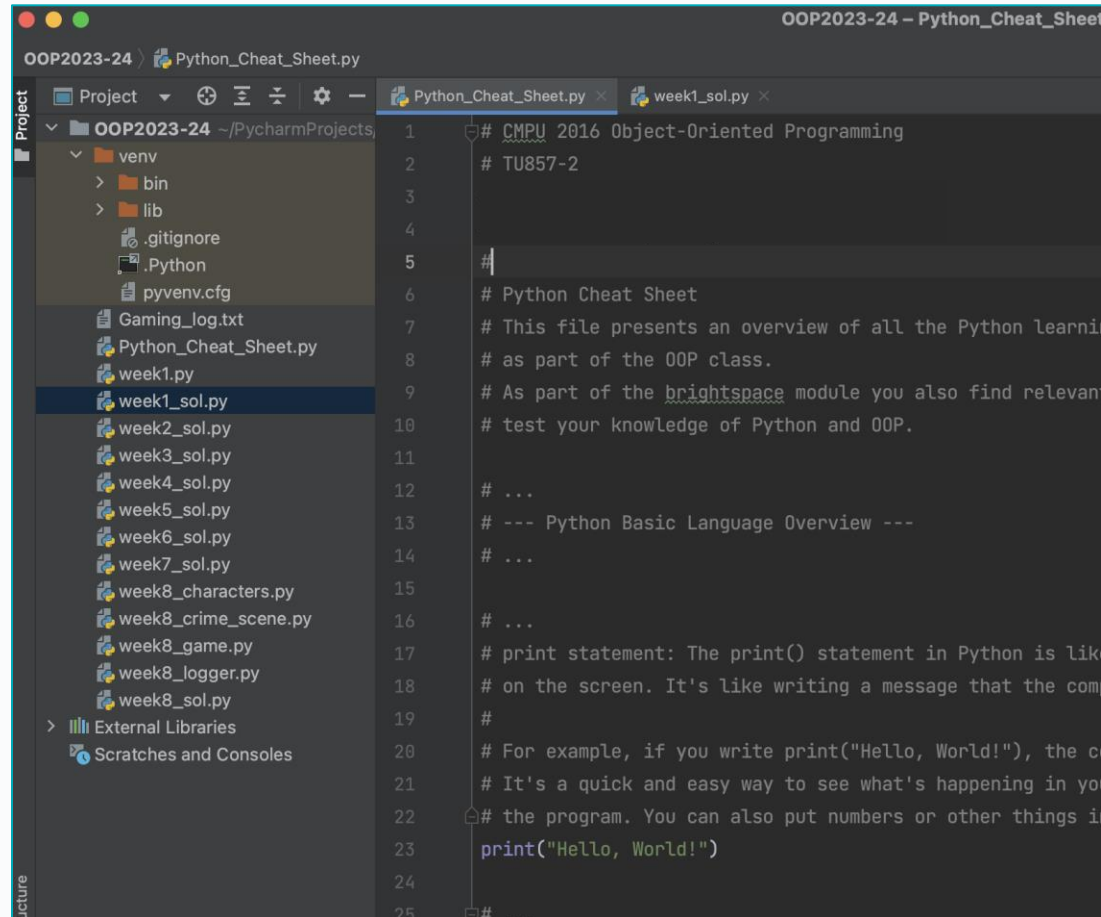 OOP2023-24 – Python_Cheat_Sheet
OOP2023-24 Python_Cheat_Sheet.py
Project
Project
OOP2023-24 ~/PycharmProjects/
venv
bin
lib
.gitignore
.Python
pyvenv.cfg
Gaming_log.txt
Python_Cheat_Sheet.py
week1.py
week1_sol.py
week2_sol.py
week3_sol.py
week4_sol.py
week5_sol.py
week6_sol.py
week7_sol.py
week8_characters.py
week8_crime_scene.py
week8_game.py
week8_logger.py
week8_sol.py
External Libraries
Scratches and Consoles
ucture
Python_Cheat_Sheet.py week1_sol.py
1 # CMPU 2016 Object-Oriented Programming
2 # TU857-2
3
4
5 #
6 # Python Cheat Sheet
7 # This file presents an overview of all the Python learni
8 # as part of the OOP class.
9 # As part of the brightspace module you also find relevant
10 # test your knowledge of Python and OOP.
11
12 # ...
13 # --- Python Basic Language Overview ---
14 # ...
15
16 # ...
17 # print statement: The print() statement in Python is lik
18 # on the screen. It's like writing a message that the com
19 #
20 # For example, if you write print("Hello, World!"), the c
21 # It's a quick and easy way to see what's happening in yo
22 # the program. You can also put numbers or other things i
23 print("Hello, World!")
24
25 #